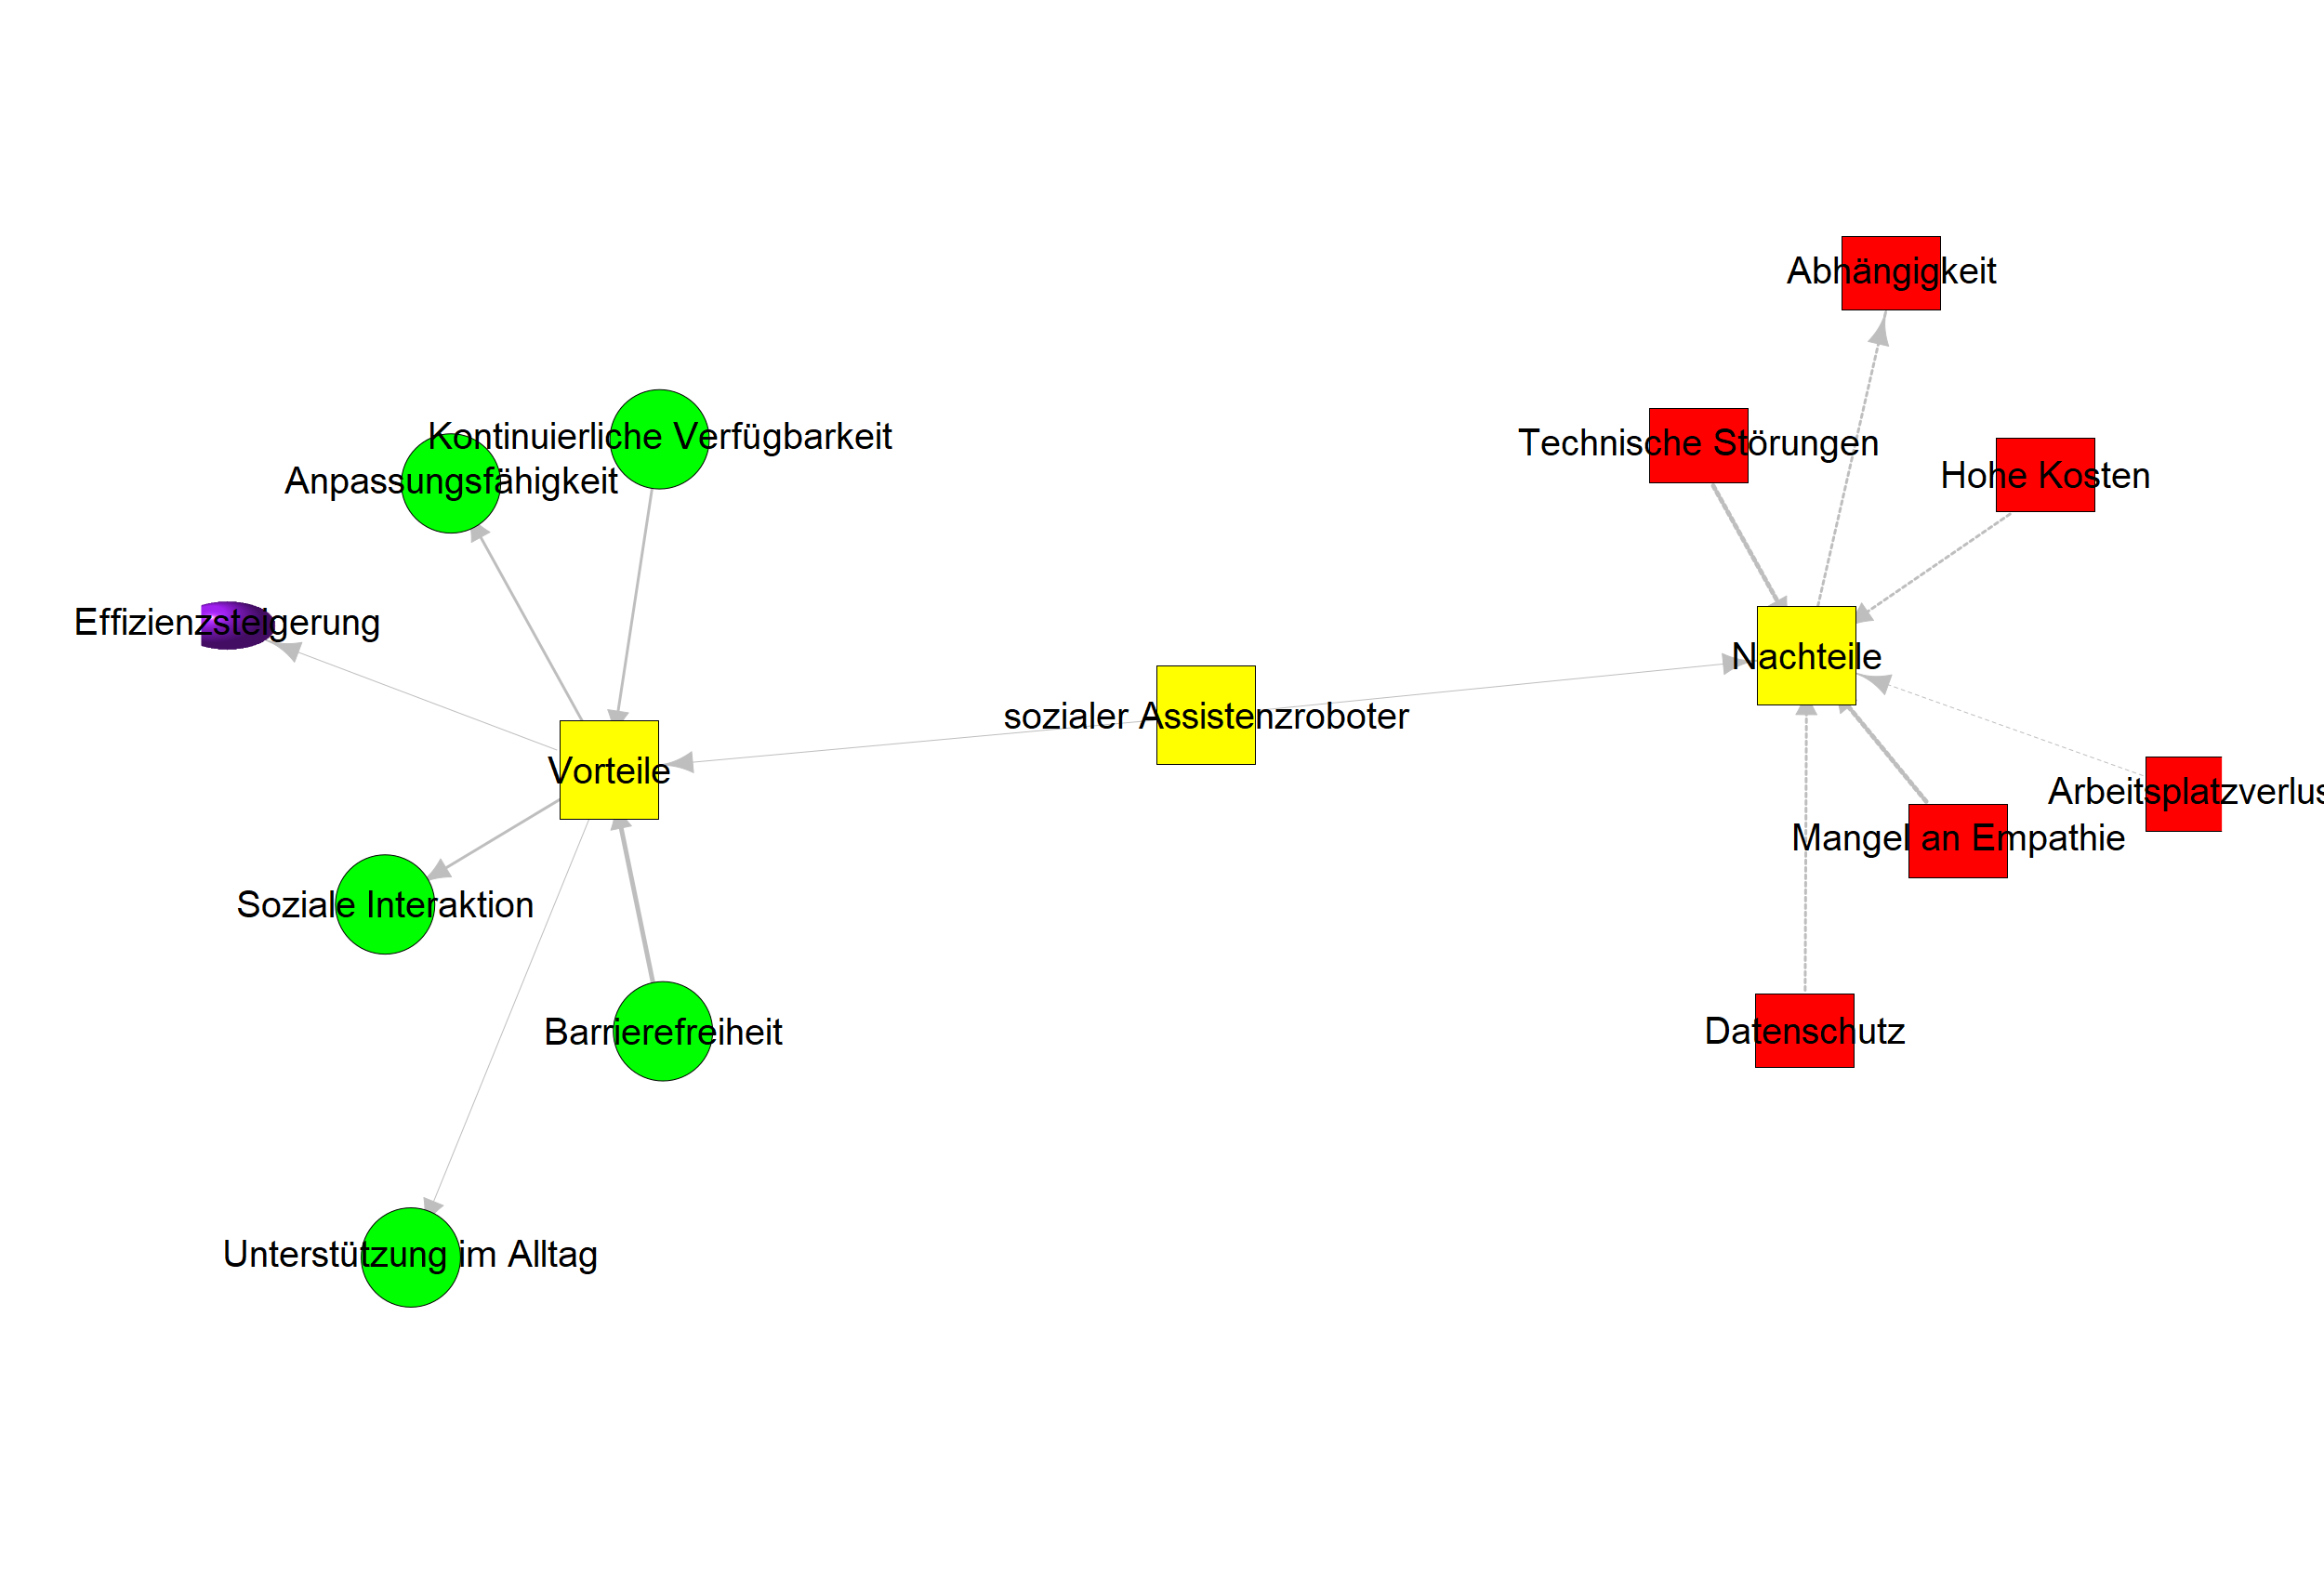 Abhängigkeit
Kontinuierliche Verfügbarkeit
Technische Störungen
Anpassungsfähigkeit
Hohe Kosten
Effizienzsteigerung
Nachteile
sozialer Assistenzroboter
Vorteile
Arbeitsplatzverlus
Mangel an Empathie
Soziale Interaktion
Datenschutz
Barrierefreiheit
Unterstützung im Alltag